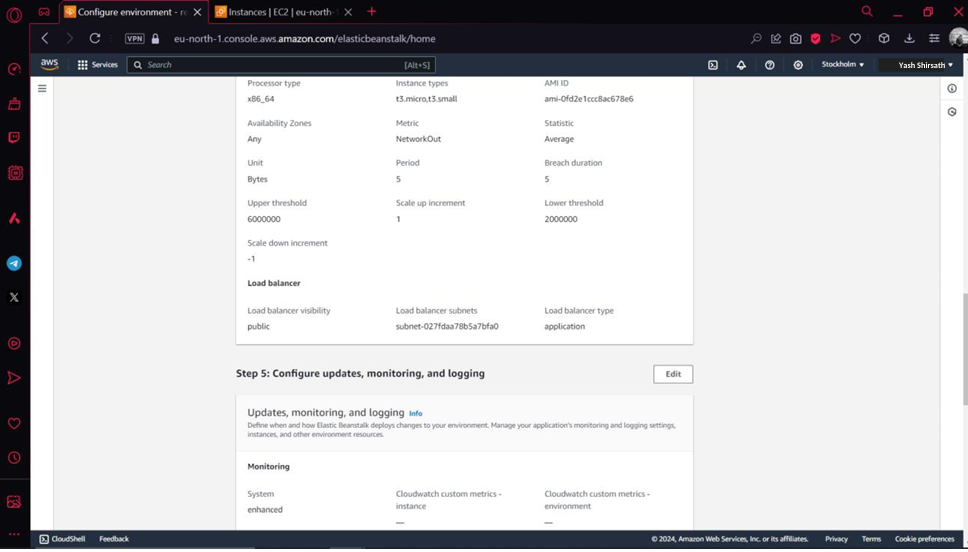 Configure environment - re
Instances | EC2 | eu-north-1
VPN
eu-north-1.console.aws.amazon.com/elasticbeanstalk/home
aws
Services
Search
[Alt+S]
Stockholm
Yash Shirsath
Processor type
Instance types
AMI ID
x86_64
t3.micro,t3.small
ami-0fd2e1ccc8ac678e6
Availability Zones
Metric
Statistic
Any
NetworkOut
Average
Unit
Period
Breach duration
Bytes
5
5
Upper threshold
Scale up increment
Lower threshold
6000000
1
2000000
Scale down increment
-1
Load balancer
Load balancer visibility
Load balancer subnets
Load balancer type
public
subnet-027fdaa78b5a7bfa0
application
Step 5: Configure updates, monitoring, and logging
Edit
Updates, monitoring, and logging Info
Define when and how Elastic Beanstalk deploys changes to your environment. Manage your application's monitoring and logging settings,
instances, and other environment resources.
Monitoring
System
Cloudwatch custom metrics -
instance
Cloudwatch custom metrics -
environment
enhanced
—
—
CloudShell
Feedback
© 2024, Amazon Web Services, Inc. or its affiliates.
Privacy
Terms
Cookie preferences